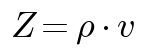 Z = ρ · v